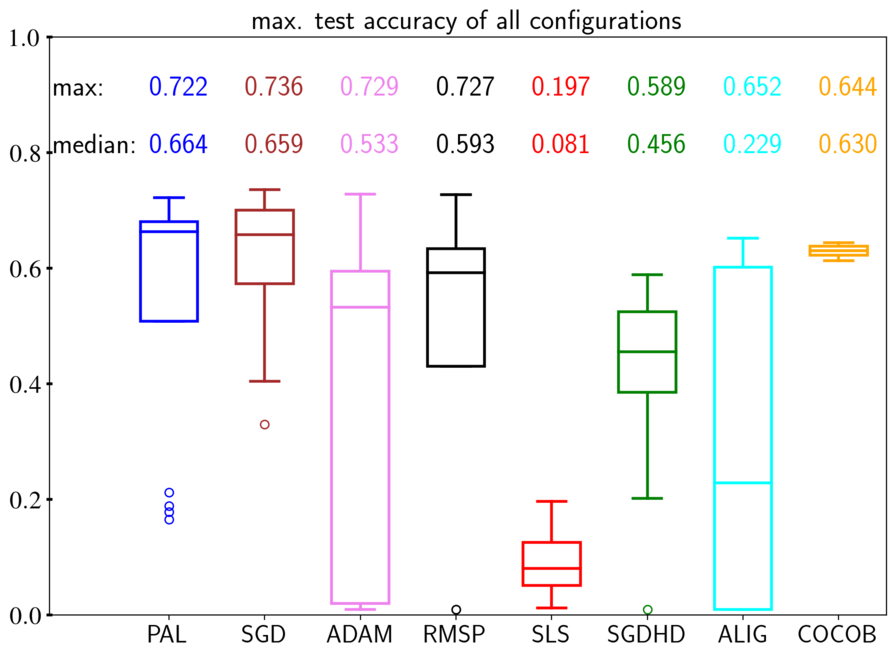 max. test accuracy of all configurations
1.0
max: 0.722 0.736 0.729 0.727 0.197 0.589 0.652 0.644
median: 0.664 0.659 0.533 0.593 0.081 0.456 0.229 0.630
0.8
0.6
0.4
0.2
0.0
PAL SGD ADAM RMSP SLS SGDHD ALIG COCOB